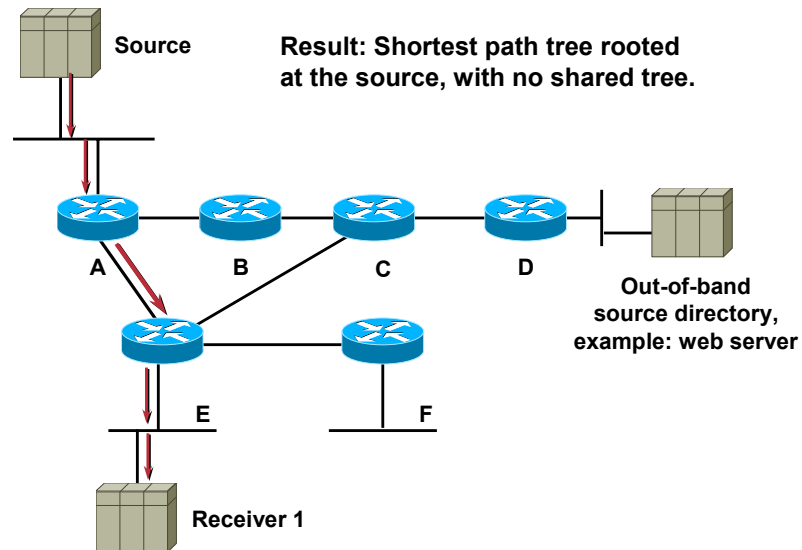 Source
Result: Shortest path tree rooted
at the source, with no shared tree.
A
B
C
D
Out-of-band
source directory,
example: web server
E
F
Receiver 1